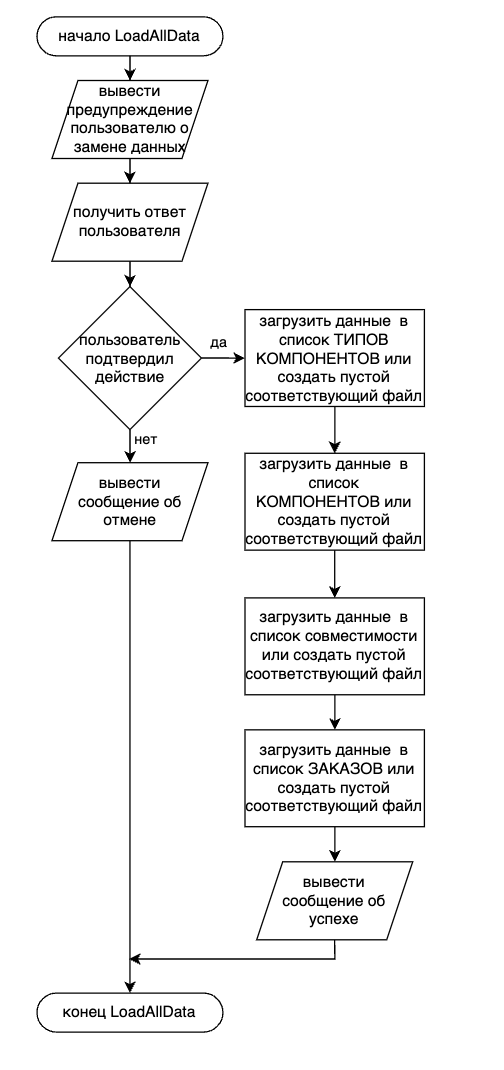 начало LoadAllData
вывести
предупреждение
пользователю о
замене данных
получить ответ
пользователя
пользователь
подтвердил
действие
да
нет
вывести
сообщение об
отмене
загрузить данные в
список ТИПОВ
КОМПОНЕНТОВ или
создать пустой
соответствующий файл
загрузить данные в
список
КОМПОНЕНТОВ или
создать пустой
соответствующий файл
загрузить данные в
список совместимости
или создать пустой
соответствующий файл
загрузить данные в
список ЗАКАЗОВ или
создать пустой
соответствующий файл
вывести
сообщение об
успехе
конец LoadAllData